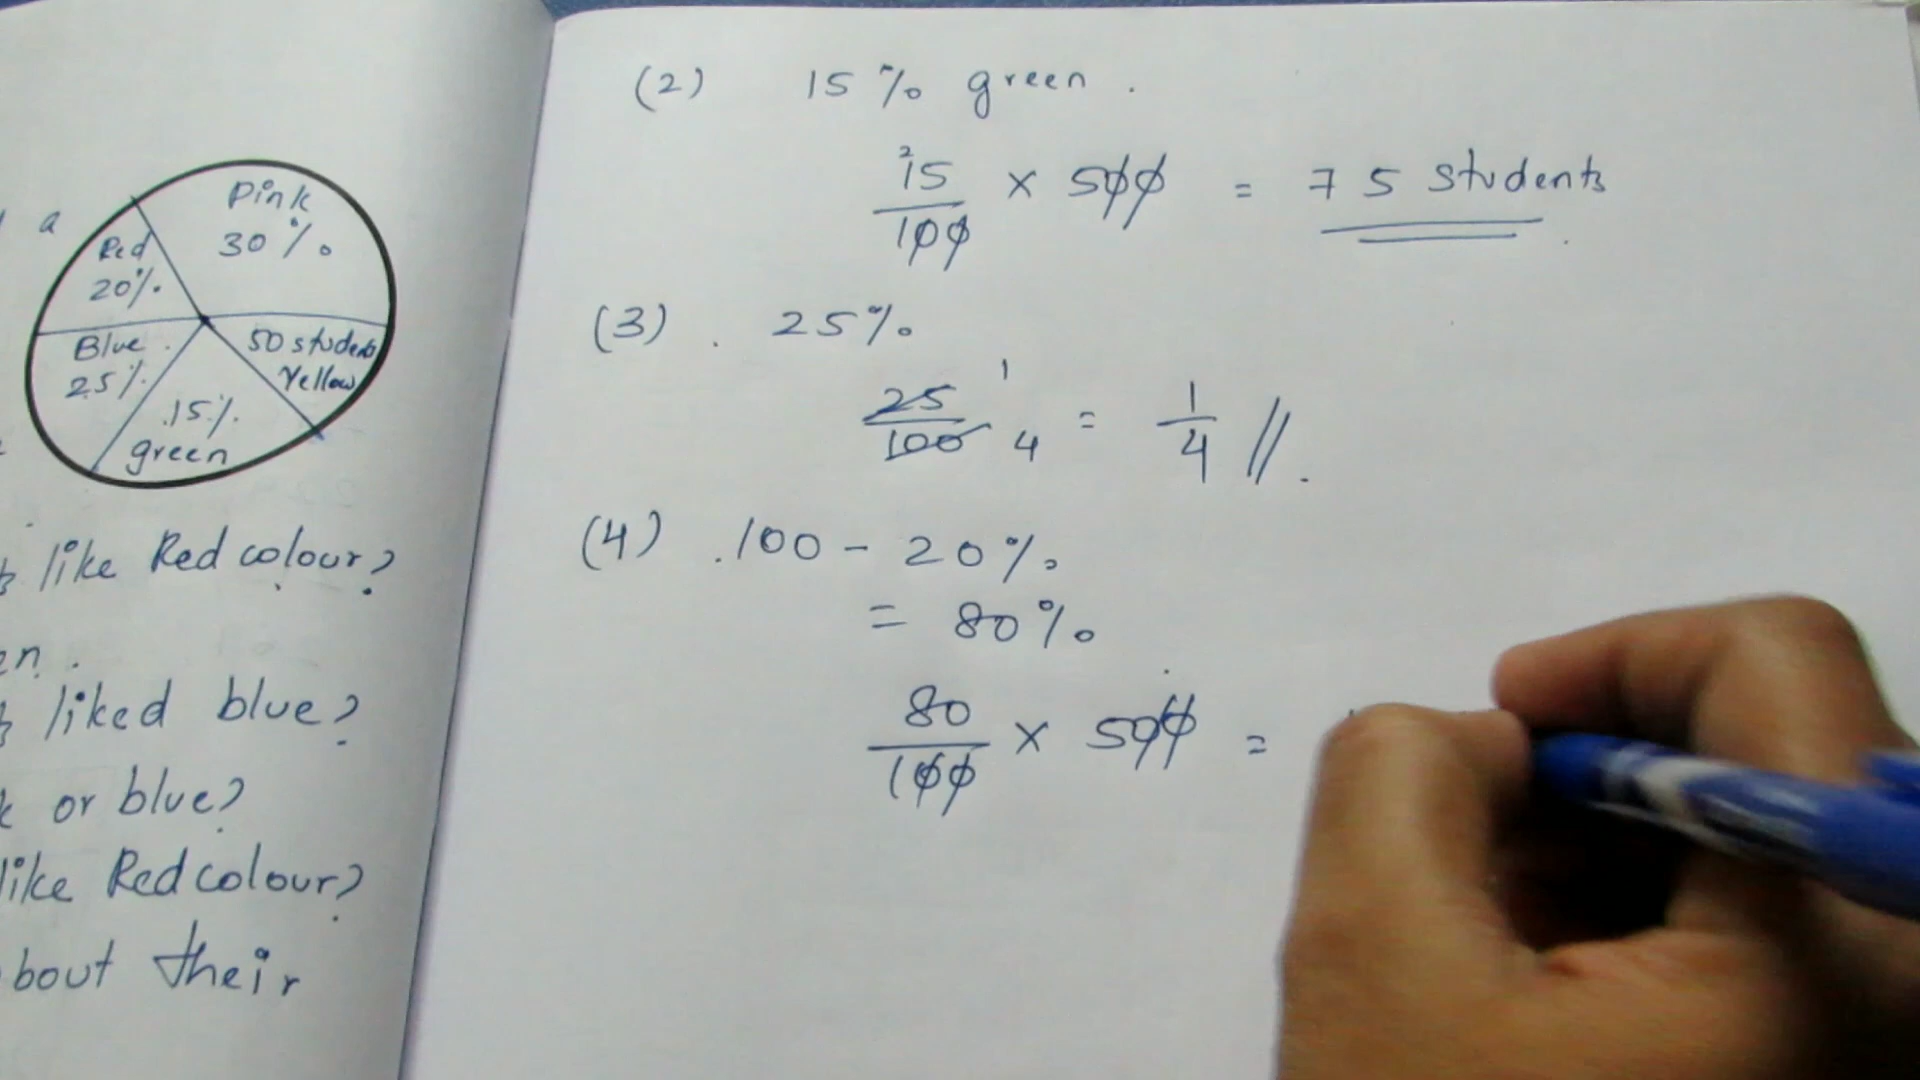 a
Pink
30%
Red
20%
Blue
25%
50 students
Yellow
15%
green
like Red colour?
liked blue?
or blue?
like Red colour?
their
(2) 15% green.
15/100 × 500 = 75 students
(3) 25%
25/100 1 4 = 1/4 //.
(4) 100 - 20%
= 80%
80/100 × 500 =